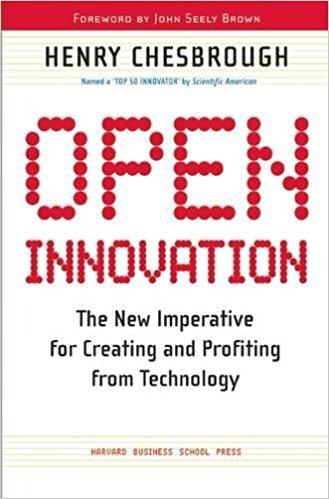 FOREWORD BY JOHN SEELY BROWN
HENRY CHESBROUGH
Named a 'TOP 50 INNOVATOR' by Scientific American
OPEN
INNOVATION
The New Imperative
for Creating and Profiting
from Technology
HARVARD BUSINESS SCHOOL PRESS